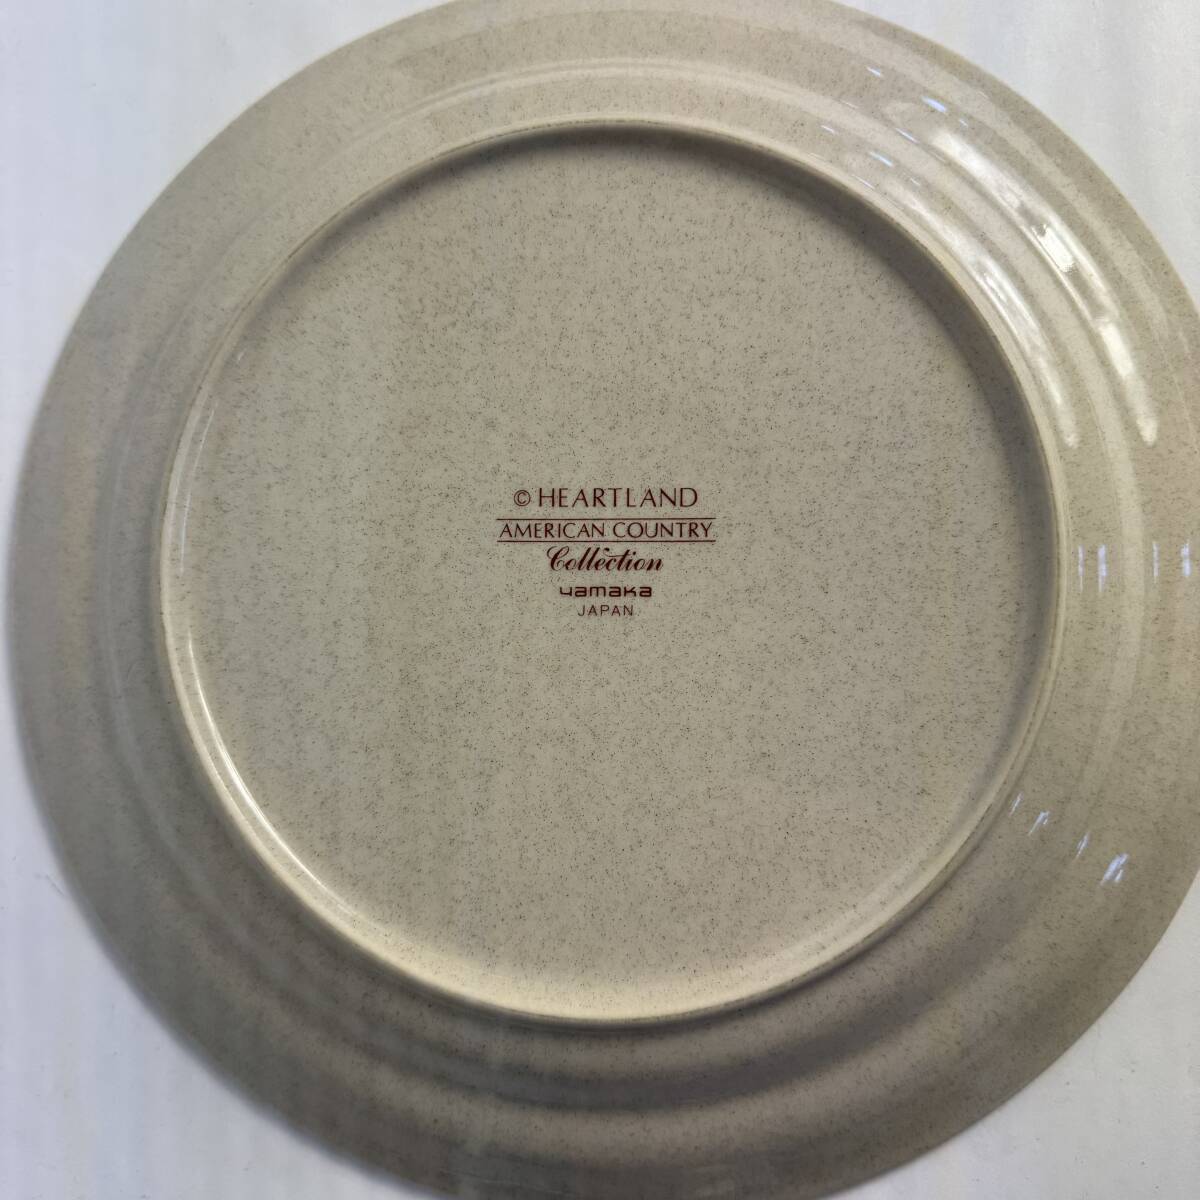 © HEARTLAND
AMERICAN COUNTRY
Collection
yamaka
JAPAN